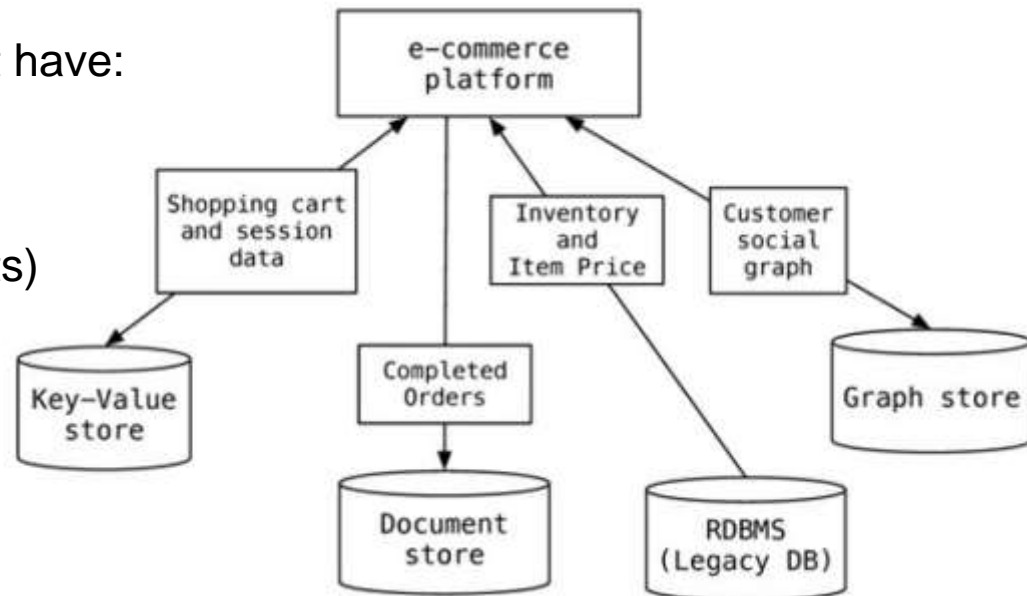 have:
ts)
e-commerce
platform
Shopping cart
and session
data
Inventory
and
Item Price
Customer
social
graph
Completed
Orders
Key-Value
store
Graph store
Document
store
RDBMS
(Legacy DB)